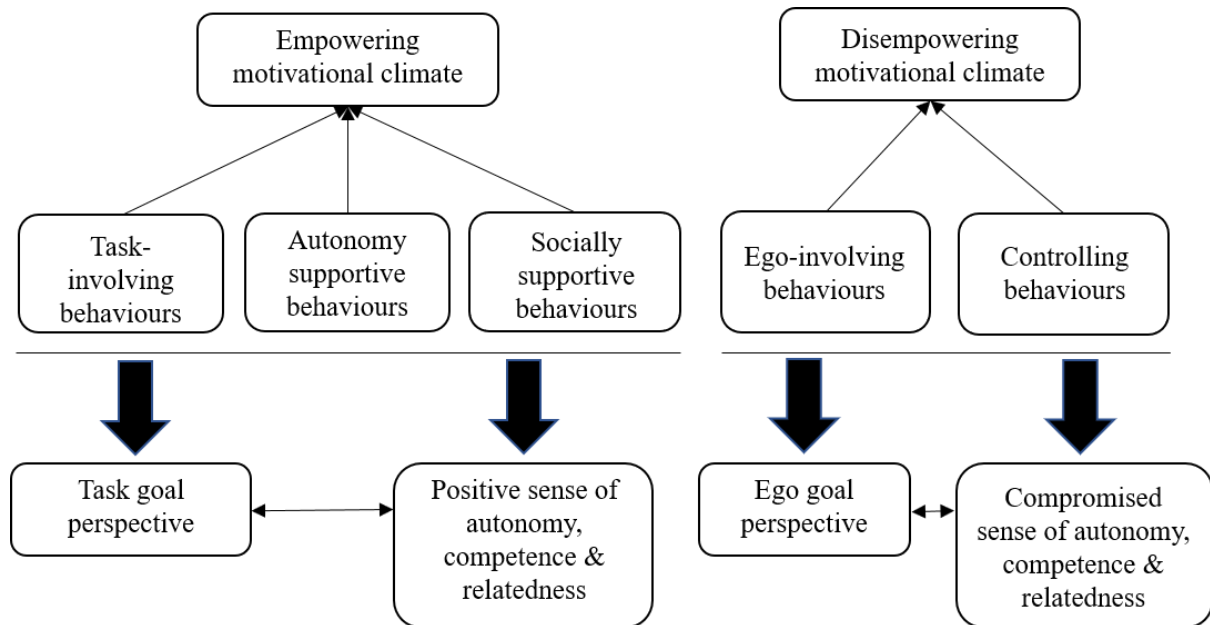 Empowering
motivational climate
Disempowering
motivational climate
Task-
involving
behaviours
Autonomy
supportive
behaviours
Socially
supportive
behaviours
Ego-involving
behaviours
Controlling
behaviours
Task goal
perspective
Positive sense of
autonomy,
competence &
relatedness
Ego goal
perspective
Compromised
sense of autonomy,
competence &
relatedness